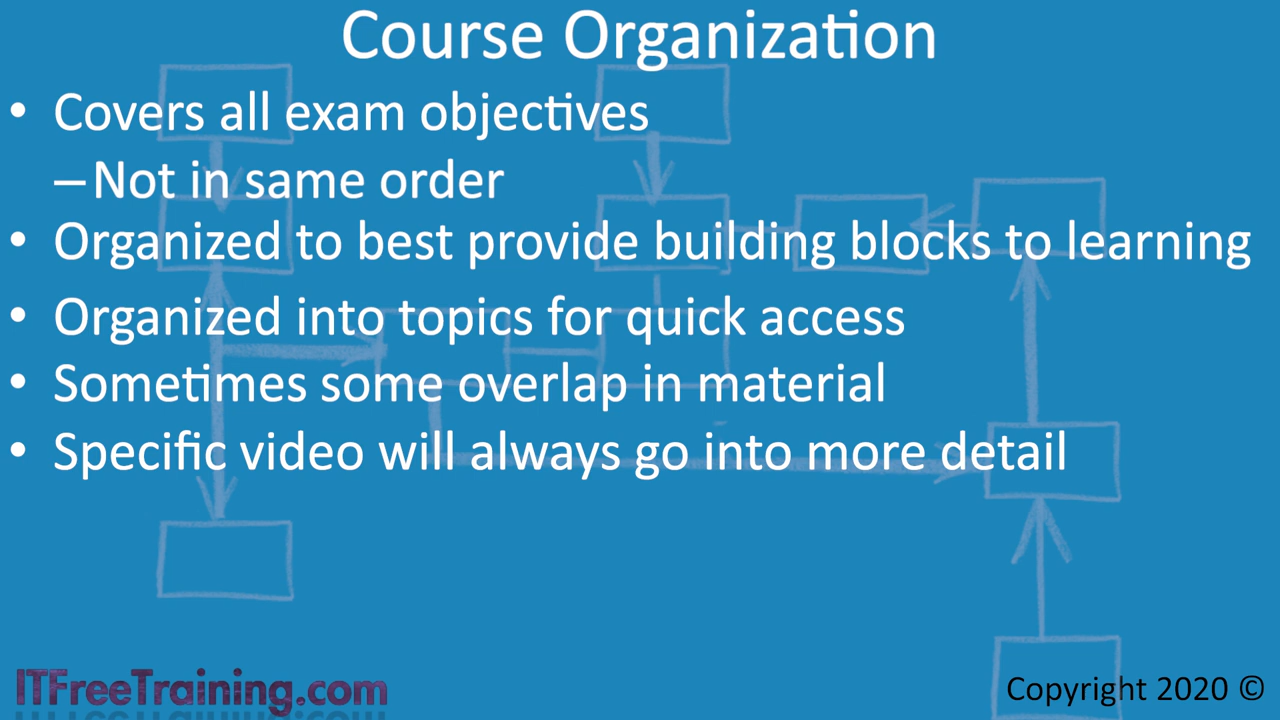 Course Organization
• Covers all exam objectives
– Not in same order
• Organized to best provide building blocks to learning
• Organized into topics for quick access
• Sometimes some overlap in material
• Specific video will always go into more detail
ITFreeTraining.com
Copyright 2020 ©